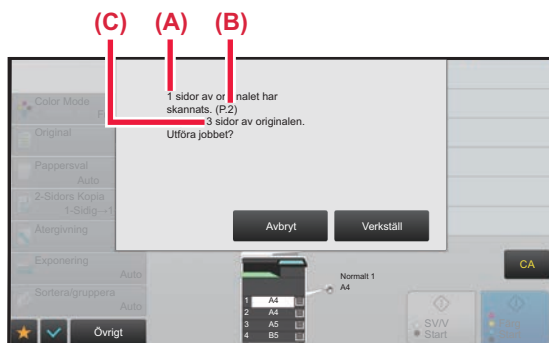 (C) (A) (B)
1 sidor av originalet har
skannats. (P.2)
3 sidor av originalen.
Utföra jobbet?
Avbryt Verkställ
Color Mode
Original
Pappersval
Auto
2-Sidors Kopia
1-Sidig→1
Återgivning
Exponering
Auto
Sortera/gruppera
Auto
Övrigt
Normalt 1
A4
1 A4
2 A4
3 A5
4 B5
CA
SV/V
Start
Start